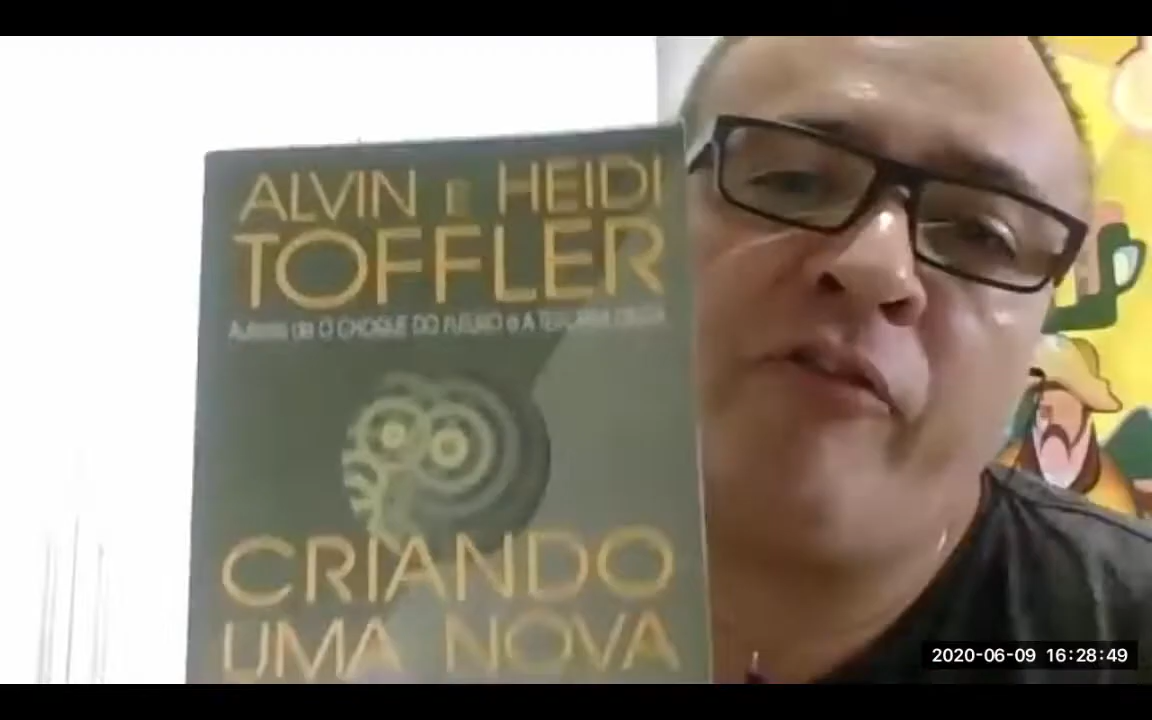 ALVIN E HEIDI
TOFFLER
Autores de O CHOQUE DO FUTURO e A TERCEIRA ONDA
CRIANDO
UMA NOVA
2020-06-09 16:28:49